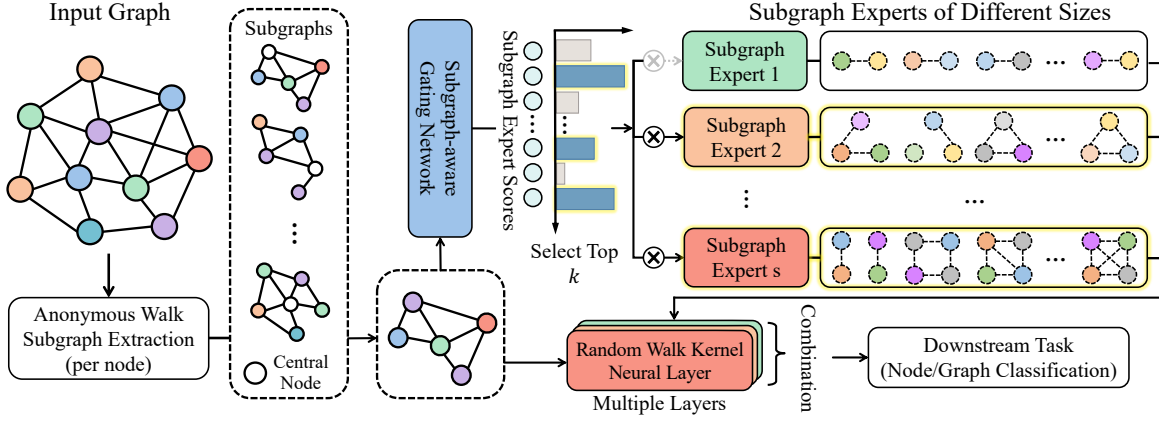 Input Graph
Subgraphs
Subgraph Experts of Different Sizes
Subgraph-aware
Gating Network
Subgraph Expert Scores
Subgraph
Expert 1
...
Subgraph
Expert 2
...
...
...
...
...
Select Top
k
Subgraph
Expert s
...
Anonymous Walk
Subgraph Extraction
(per node)
Central
Node
Random Walk Kernel
Neural Layer
Multiple Layers
Combination
Downstream Task
(Node/Graph Classification)